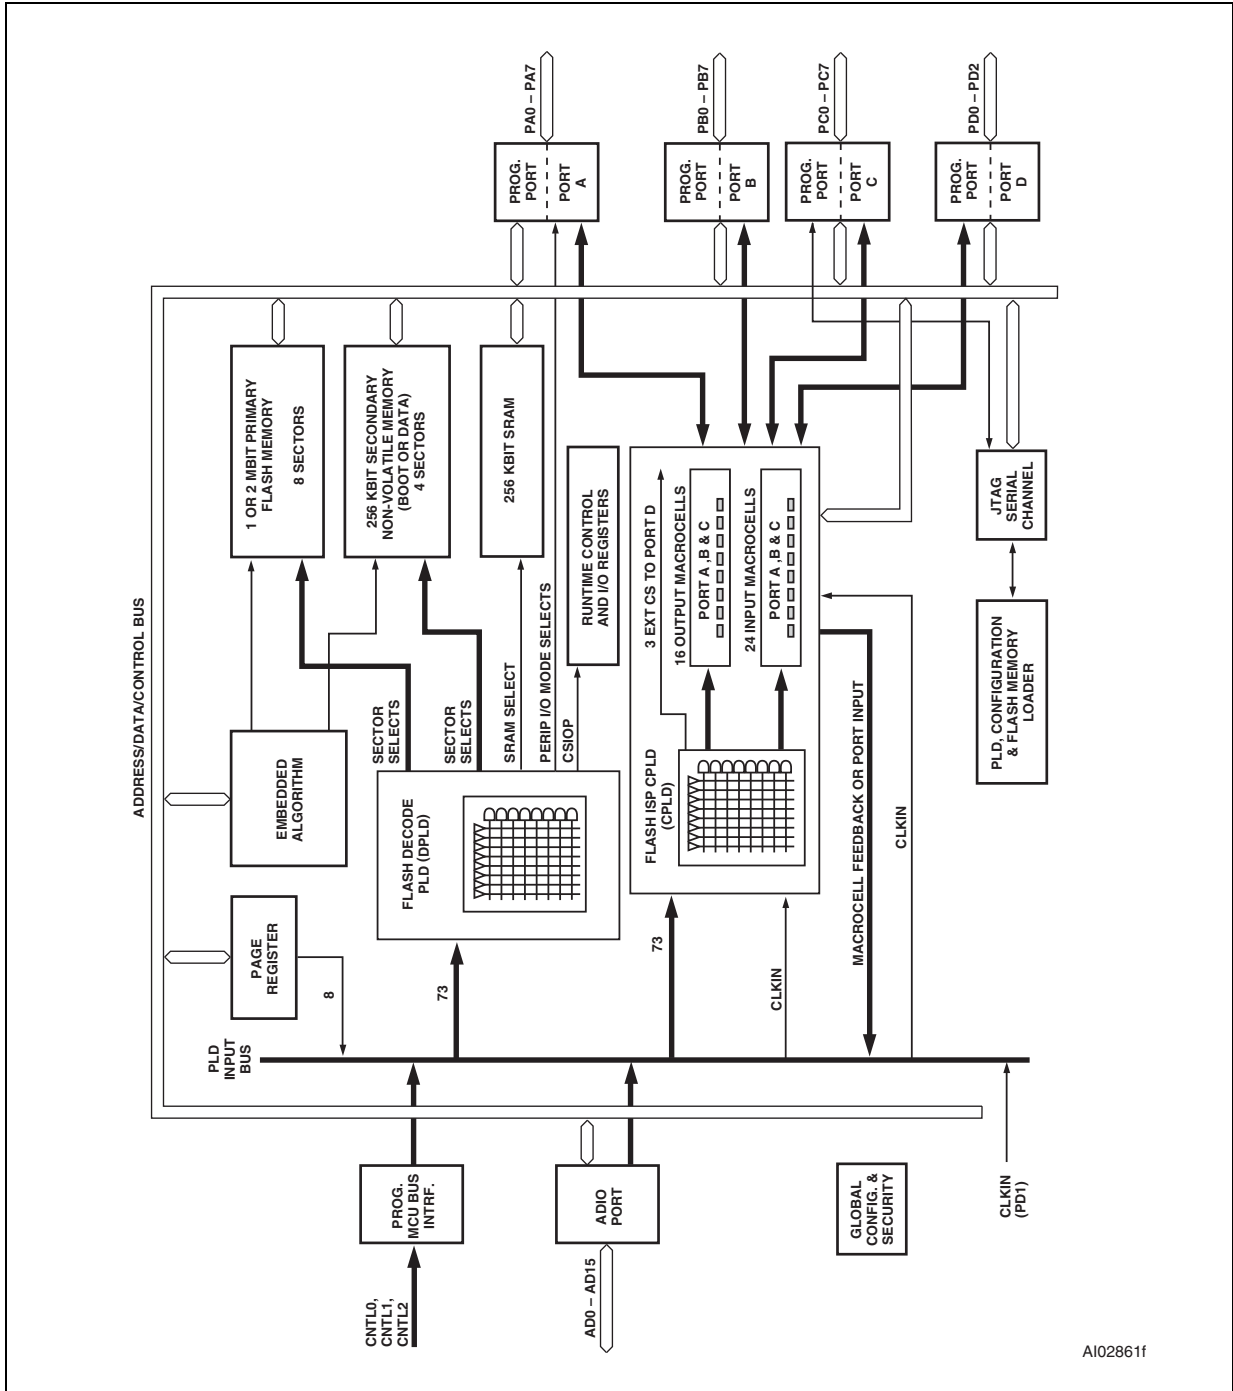 ADDRESS/DATA/CONTROL BUS
CNTL0,
CNTL1,
CNTL2
PROG.
MCU BUS
INTRF.
ADIO
PORT
AD0 – AD15
GLOBAL
CONFIG. &
SECURITY
CLKIN
(PD1)
PLD
INPUT
BUS
PAGE
REGISTER
8
EMBEDDED
ALGORITHM
1 OR 2 MBIT PRIMARY
FLASH MEMORY
8 SECTORS
256 KBIT SECONDARY
NON-VOLATILE MEMORY
(BOOT OR DATA)
4 SECTORS
256 KBIT SRAM
RUNTIME CONTROL
AND I/O REGISTERS
SECTOR
SELECTS
SECTOR
SELECTS
SRAM SELECT
PERIP I/O MODE SELECTS
CSIOP
FLASH DECODE
PLD (DPLD)
73
73
FLASH ISP CPLD
(CPLD)
3 EXT CS TO PORT D
16 OUTPUT MACROCELLS
PORT A ,B & C
24 INPUT MACROCELLS
PORT A ,B & C
CLKIN
MACROCELL FEEDBACK OR PORT INPUT
CLKIN
PROG.
PORT
PORT
A
PA0 – PA7
PROG.
PORT
PORT
B
PB0 – PB7
PROG.
PORT
PORT
C
PC0 – PC7
PROG.
PORT
PORT
D
PD0 – PD2
JTAG
SERIAL
CHANNEL
PLD, CONFIGURATION
& FLASH MEMORY
LOADER
AI02861f